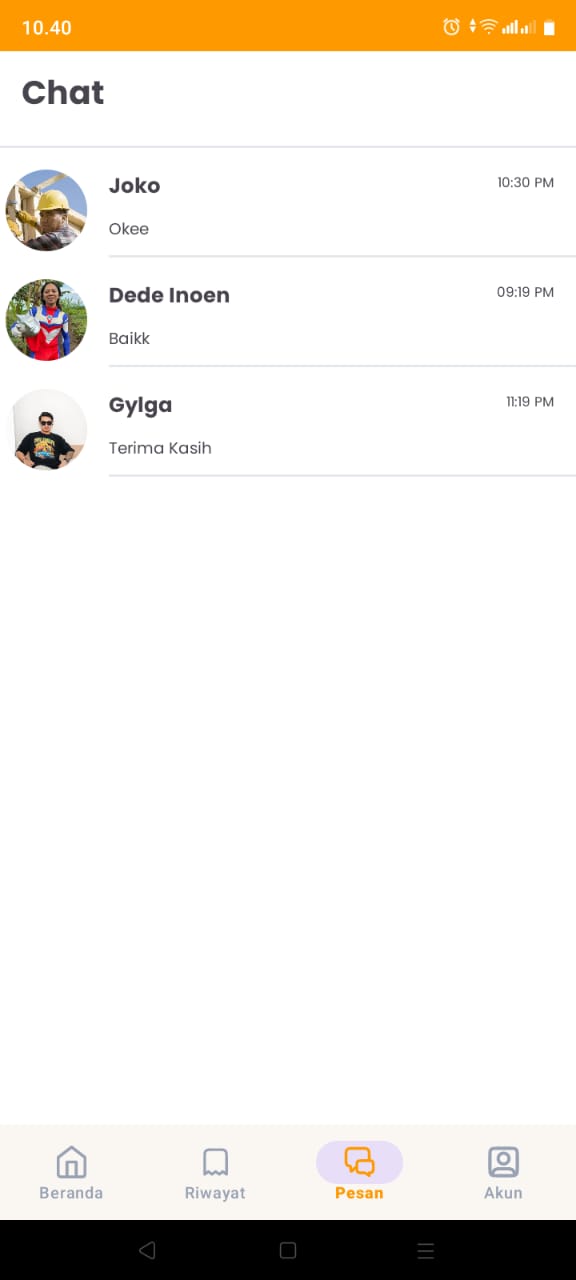 10.40
Chat
Joko
10:30 PM
Okee
Dede Inoen
09:19 PM
Baikk
Gylga
11:19 PM
Terima Kasih
Beranda
Riwayat
Pesan
Akun